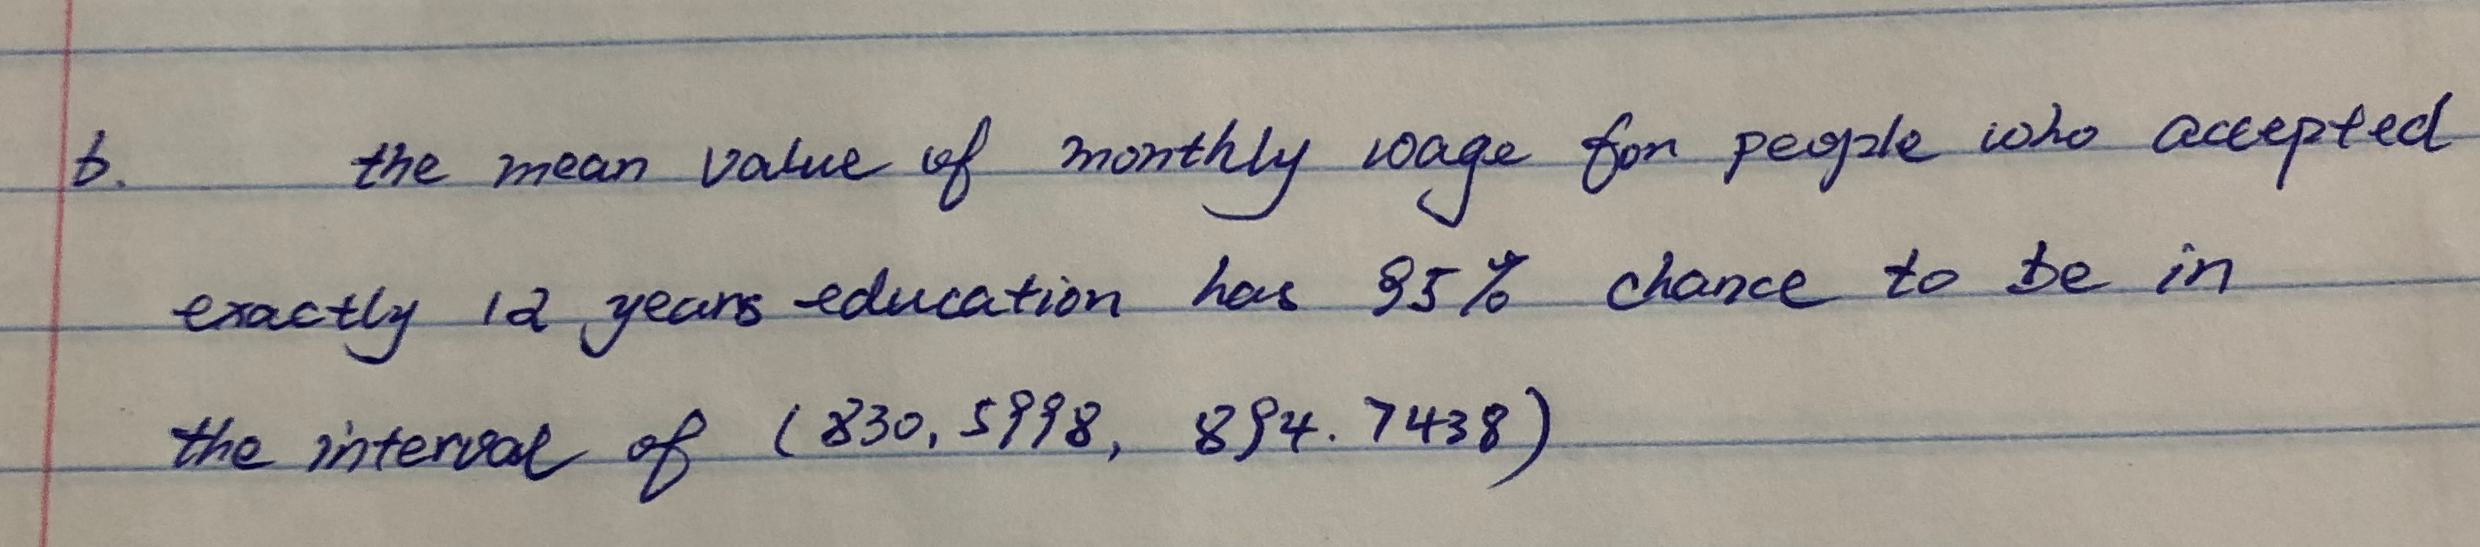 b. the mean value of monthly wage for people who accepted
exactly 12 years education has 95% chance to be in
the interval of (830.5998, 894.7438)